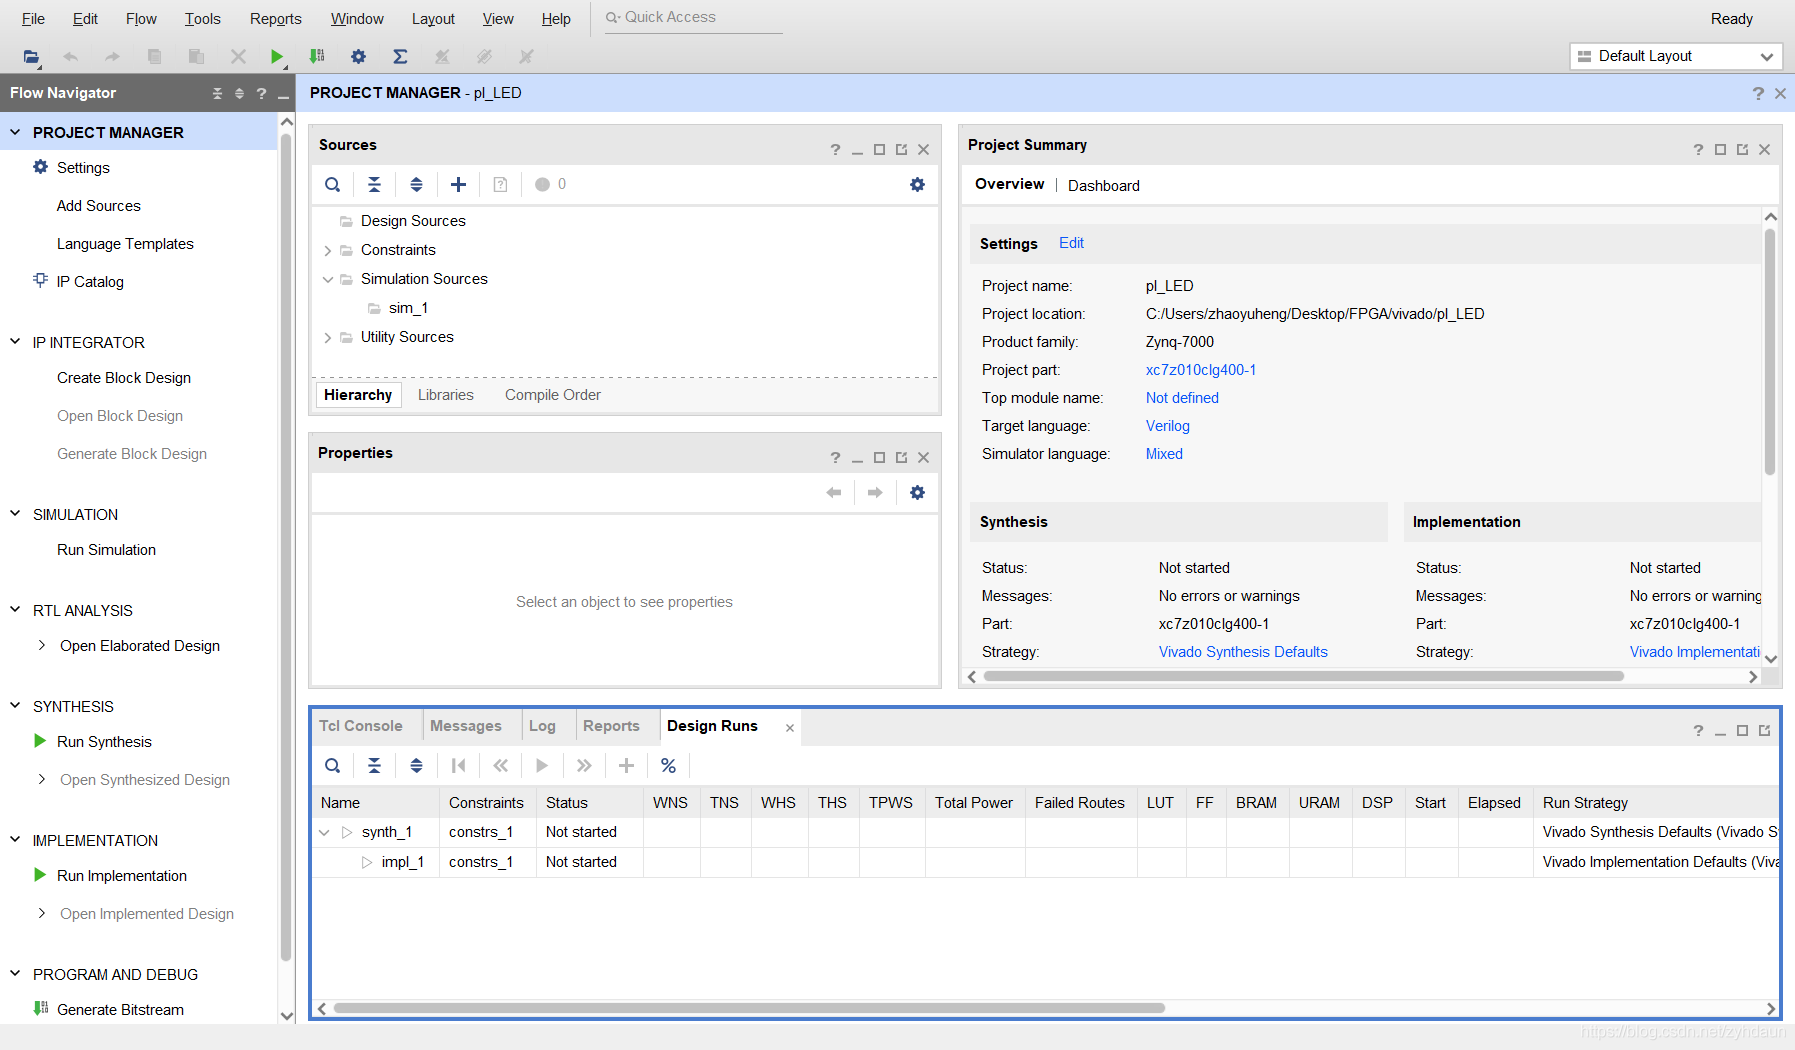 File Edit Flow Tools Reports Window Layout View Help Quick Access Ready
Default Layout
Flow Navigator ?
PROJECT MANAGER - pl_LED ?
PROJECT MANAGER
Settings
Add Sources
Language Templates
IP Catalog
IP INTEGRATOR
Create Block Design
Open Block Design
Generate Block Design
SIMULATION
Run Simulation
RTL ANALYSIS
Open Elaborated Design
SYNTHESIS
Run Synthesis
Open Synthesized Design
IMPLEMENTATION
Run Implementation
Open Implemented Design
PROGRAM AND DEBUG
Generate Bitstream
Sources ?
? 0
Design Sources
Constraints
Simulation Sources
sim_1
Utility Sources
Hierarchy Libraries Compile Order
Properties ?
Select an object to see properties
Project Summary ?
Overview | Dashboard
Settings Edit
Project name: pl_LED
Project location: C:/Users/zhaoyuheng/Desktop/FPGA/vivado/pl_LED
Product family: Zynq-7000
Project part: xc7z010clg400-1
Top module name: Not defined
Target language: Verilog
Simulator language: Mixed
Synthesis Implementation
Status: Not started Status: Not started
Messages: No errors or warnings Messages: No errors or warning
Part: xc7z010clg400-1 Part: xc7z010clg400-1
Strategy: Vivado Synthesis Defaults Strategy: Vivado Implementati
Tcl Console Messages Log Reports Design Runs ?
%
Name Constraints Status WNS TNS WHS THS TPWS Total Power Failed Routes LUT FF BRAM URAM DSP Start Elapsed Run Strategy
synth_1 constrs_1 Not started Vivado Synthesis Defaults (Vivado S
impl_1 constrs_1 Not started Vivado Implementation Defaults (Viva
https://blog.csdn.net/zyhdaun